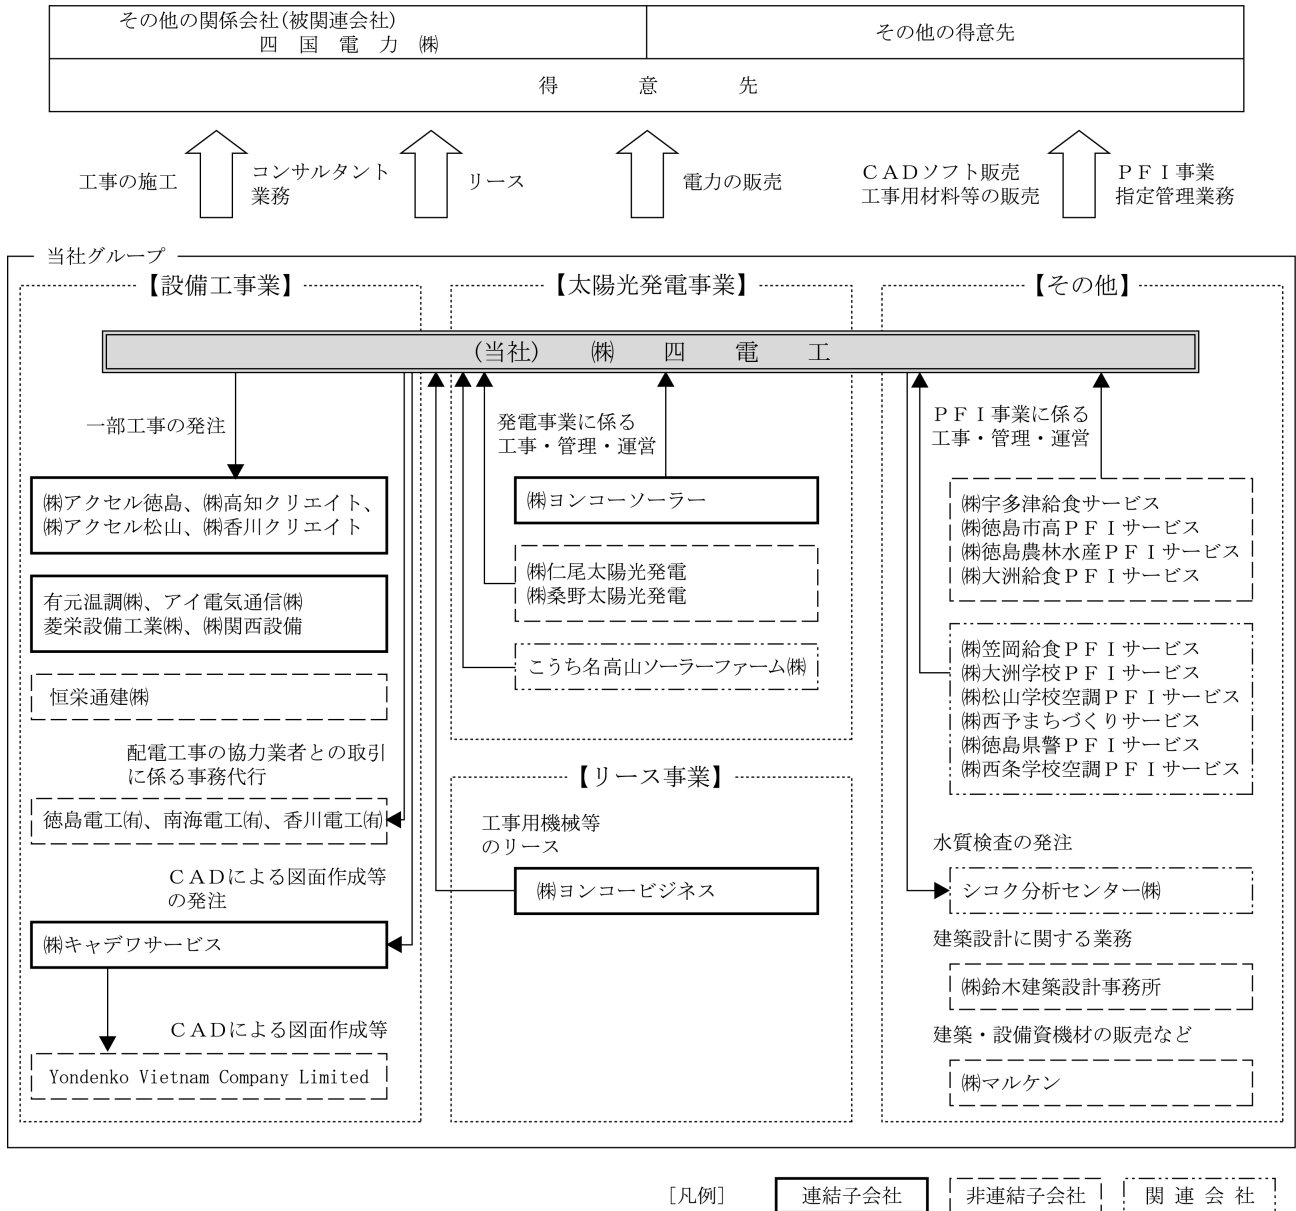 その他の関係会社(被関連会社)
四国電力㈱
その他の得意先
得意先
工事の施工
コンサルタント
業務
リース
電力の販売
ＣＡＤソフト販売
工事用材料等の販売
ＰＦＩ事業
指定管理業務
当社グループ
【設備工事業】
【太陽光発電事業】
【その他】
(当社) ㈱四電工
一部工事の発注
㈱アクセル徳島、㈱高知クリエイト、
㈱アクセル松山、㈱香川クリエイト
有元温調㈱、アイ電気通信㈱
菱栄設備工業㈱、㈱関西設備
恒栄通建㈱
配電工事の協力業者との取引
に係る事務代行
徳島電工㈲、南海電工㈲、香川電工㈲
ＣＡＤによる図面作成等
の発注
㈱キャデワサービス
ＣＡＤによる図面作成等
Yondenko Vietnam Company Limited
発電事業に係る
工事・管理・運営
㈱ヨンコーソーラー
㈱仁尾太陽光発電
㈱桑野太陽光発電
こうち名高山ソーラーファーム㈱
【リース事業】
工事用機械等
のリース
㈱ヨンコービジネス
ＰＦＩ事業に係る
工事・管理・運営
㈱宇多津給食サービス
㈱徳島市高ＰＦＩサービス
㈱徳島農林水産ＰＦＩサービス
㈱大洲給食ＰＦＩサービス
㈱笠岡給食ＰＦＩサービス
㈱大洲学校ＰＦＩサービス
㈱松山学校空調ＰＦＩサービス
㈱西予まちづくりサービス
㈱徳島県警ＰＦＩサービス
㈱西条学校空調ＰＦＩサービス
水質検査の発注
シコク分析センター㈱
建築設計に関する業務
㈱鈴木建築設計事務所
建築・設備資機材の販売など
㈱マルケン
［凡例］
連結子会社
非連結子会社
関連会社